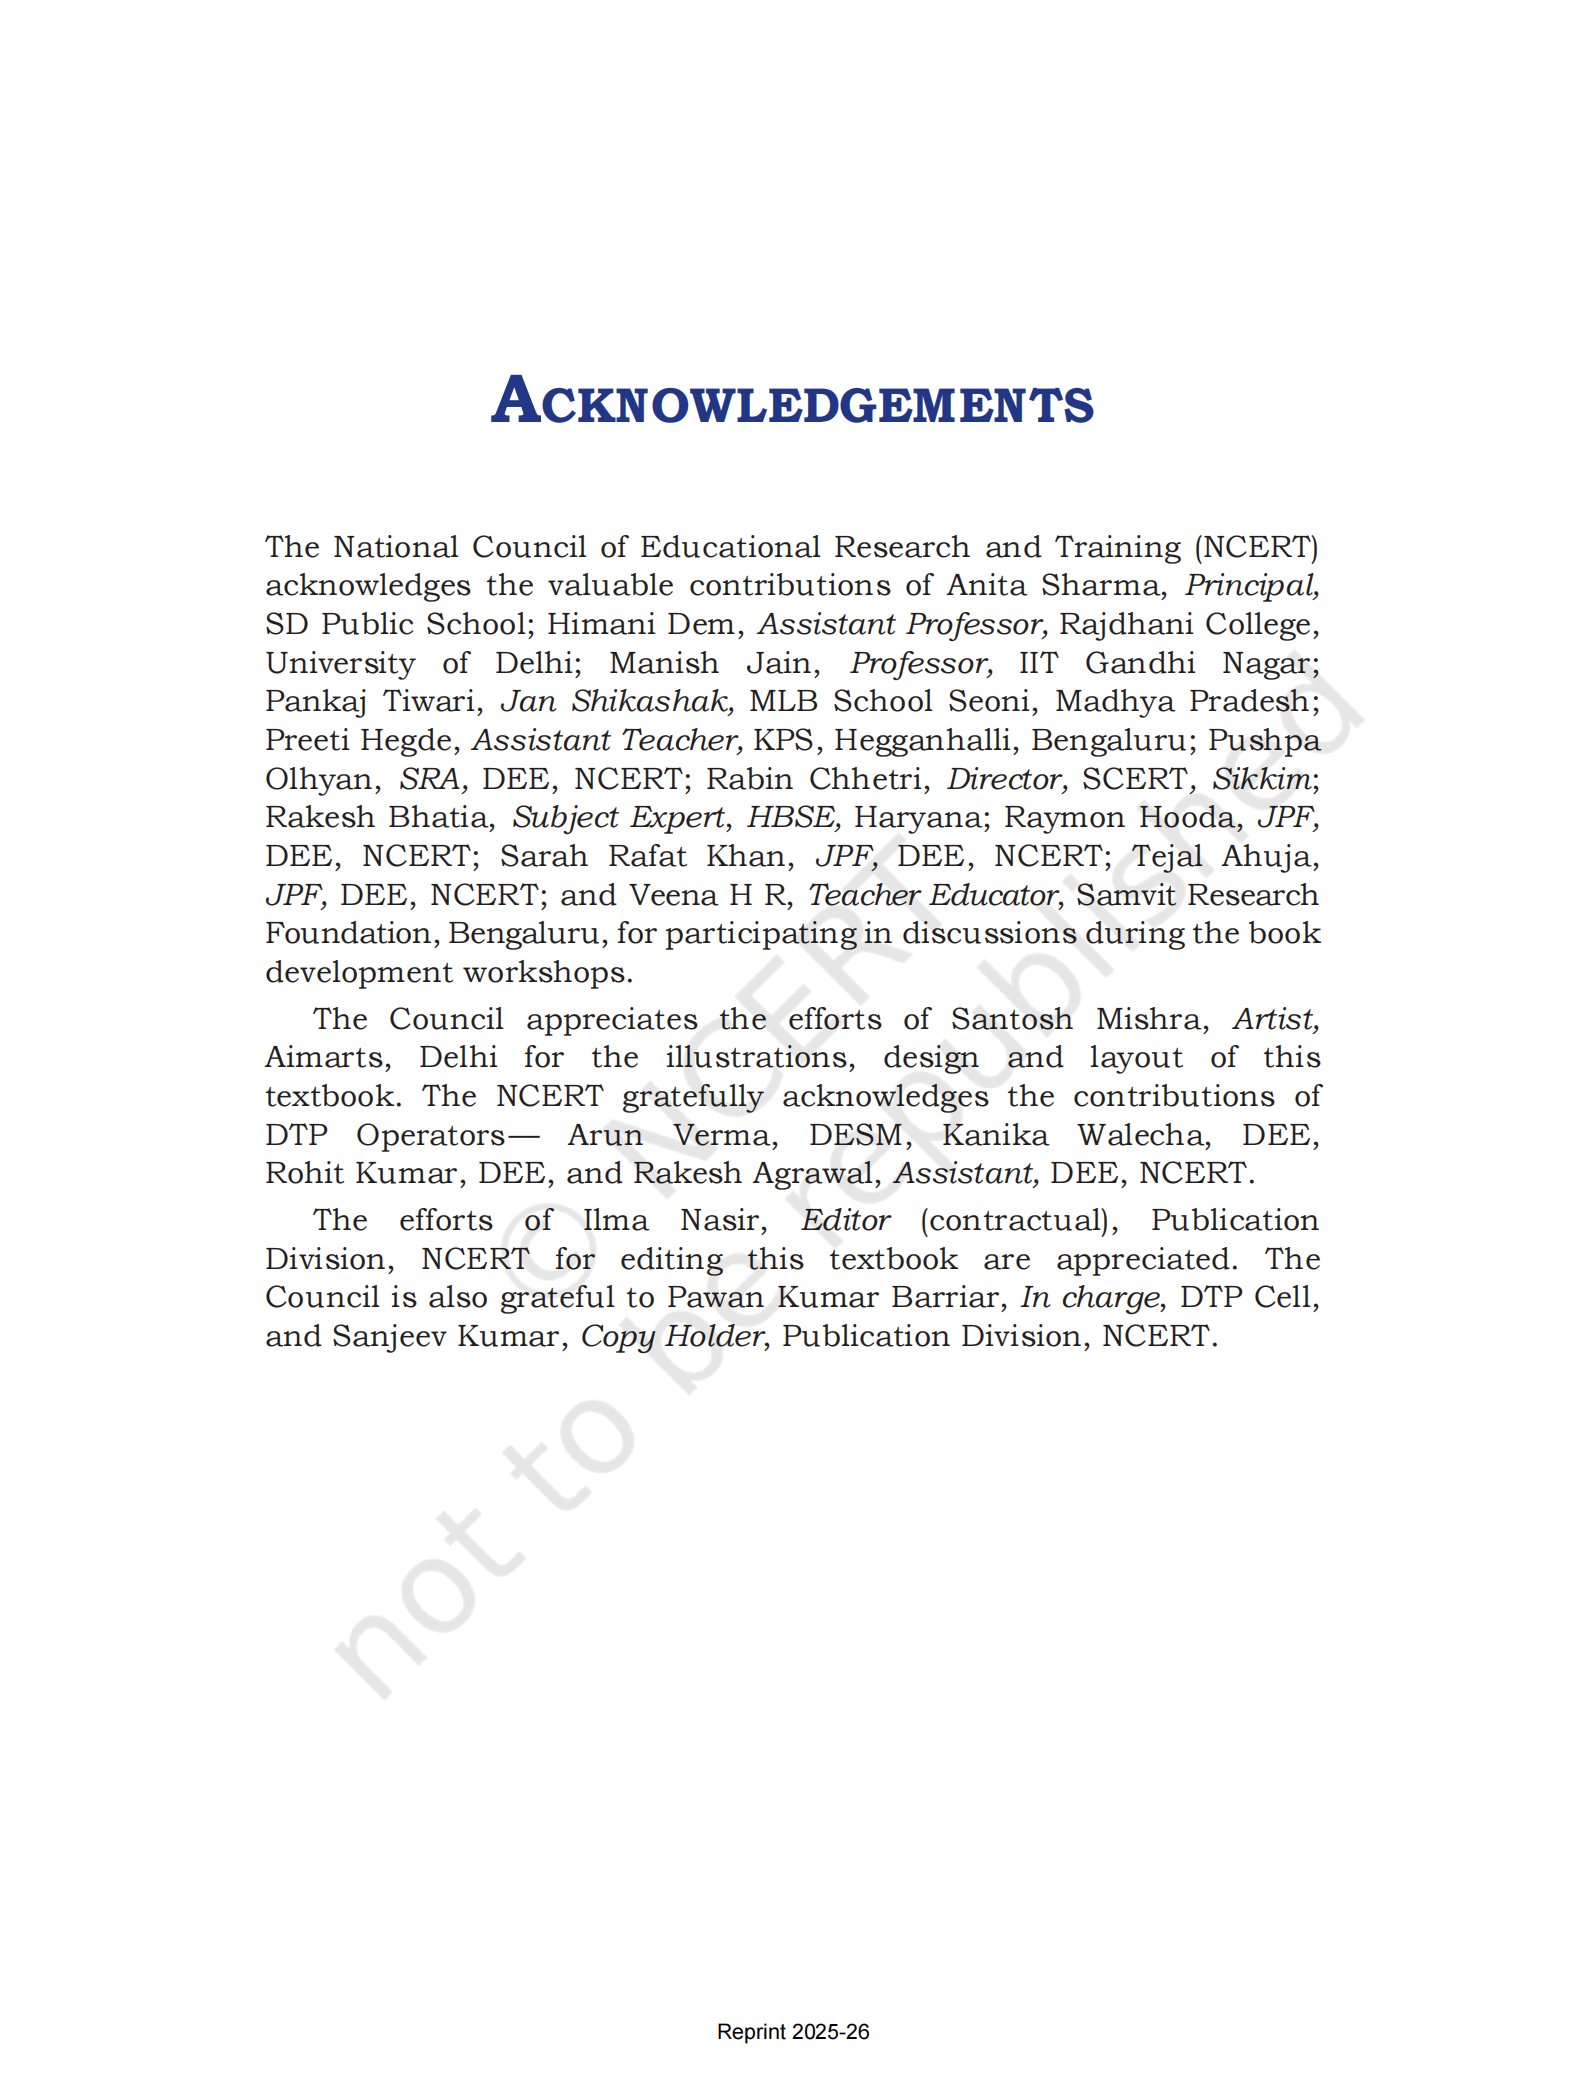 ACKNOWLEDGEMENTS
The National Council of Educational Research and Training (NCERT)
acknowledges the valuable contributions of Anita Sharma, Principal,
SD Public School; Himani Dem, Assistant Professor, Rajdhani College,
University of Delhi; Manish Jain, Professor, IIT Gandhi Nagar;
Pankaj Tiwari, Jan Shikashak, MLB School Seoni, Madhya Pradesh;
Preeti Hegde, Assistant Teacher, KPS, Hegganhalli, Bengaluru; Pushpa
Olhyan, SRA, DEE, NCERT; Rabin Chhetri, Director, SCERT, Sikkim;
Rakesh Bhatia, Subject Expert, HBSE, Haryana; Raymon Hooda, JPF,
DEE, NCERT; Sarah Rafat Khan, JPF, DEE, NCERT; Tejal Ahuja,
JPF, DEE, NCERT; and Veena H R, Teacher Educator, Samvit Research
Foundation, Bengaluru, for participating in discussions during the book
development workshops.
The Council appreciates the efforts of Santosh Mishra, Artist,
Aimarts, Delhi for the illustrations, design and layout of this
textbook. The NCERT gratefully acknowledges the contributions of
DTP Operators— Arun Verma, DESM, Kanika Walecha, DEE,
Rohit Kumar, DEE, and Rakesh Agrawal, Assistant, DEE, NCERT.
The efforts of Ilma Nasir, Editor (contractual), Publication
Division, NCERT for editing this textbook are appreciated. The
Council is also grateful to Pawan Kumar Barriar, In charge, DTP Cell,
and Sanjeev Kumar, Copy Holder, Publication Division, NCERT.
© NCERT
not to be republished
Reprint 2025-26